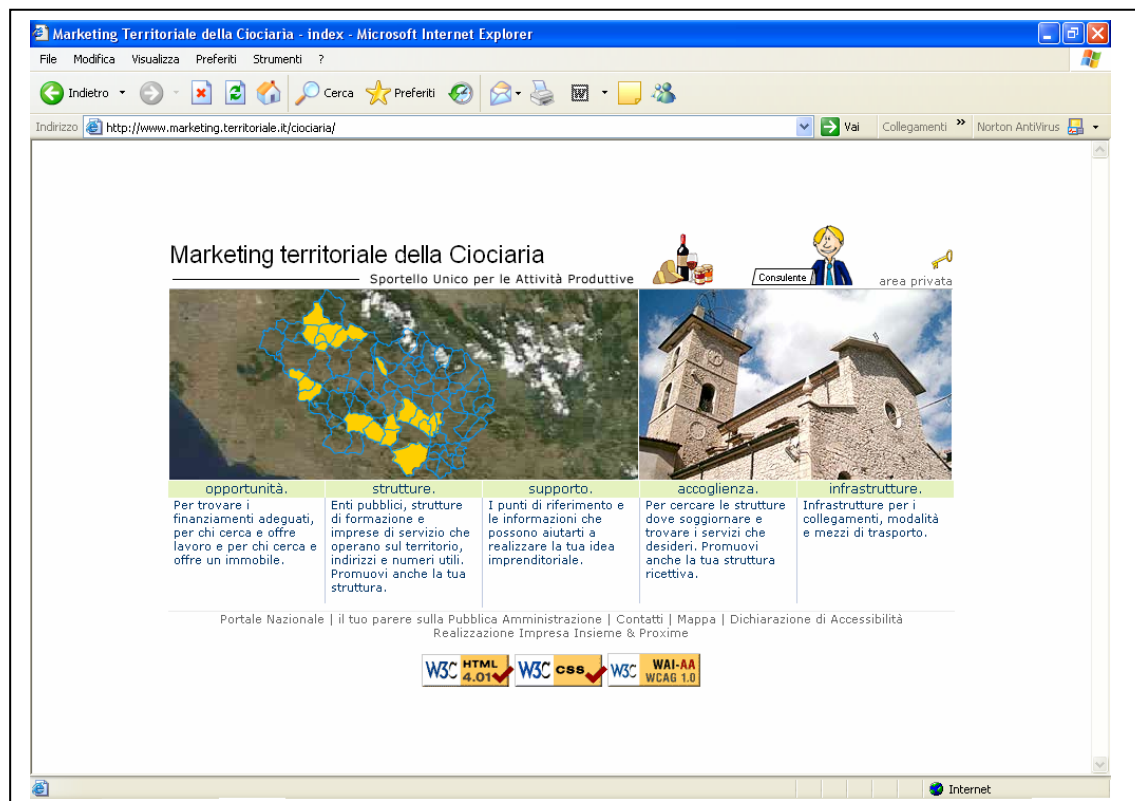 Marketing Territoriale della Ciociaria - index - Microsoft Internet Explorer
File Modifica Visualizza Preferiti Strumenti ?
Indietro Cerca Preferiti
Indirizzo http://www.marketing.territoriale.it/ciociaria/ Vai Collegamenti » Norton AntiVirus
Marketing territoriale della Ciociaria
Sportello Unico per le Attività Produttive
Consulente
area privata
opportunità.
Per trovare i
finanziamenti adeguati,
per chi cerca e offre
lavoro e per chi cerca e
offre un immobile.
strutture.
Enti pubblici, strutture
di formazione e
imprese di servizio che
operano sul territorio,
indirizzi e numeri utili.
Promuovi anche la tua
struttura.
supporto.
I punti di riferimento e
le informazioni che
possono aiutarti a
realizzare la tua idea
imprenditoriale.
accoglienza.
Per cercare le strutture
dove soggiornare e
trovare i servizi che
desideri. Promuovi
anche la tua struttura
ricettiva.
infrastrutture.
Infrastrutture per i
collegamenti, modalità
e mezzi di trasporto.
Portale Nazionale | il tuo parere sulla Pubblica Amministrazione | Contatti | Mappa | Dichiarazione di Accessibilità
Realizzazione Impresa Insieme & Proxime
W3C HTML 4.01
W3C css
W3C WAI-AA WCAG 1.0
Internet